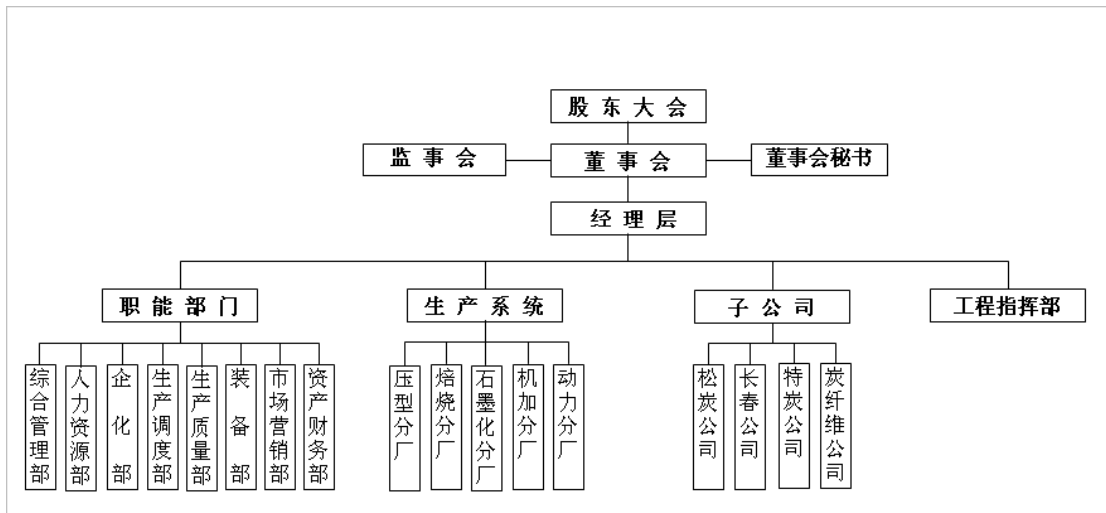 股东大会
监事会
董事会
董事会秘书
经理层
职能部门
生产系统
子公司
工程指挥部
综合管理部
人力资源部
企化部
生产调度部
生产质量部
装备部
市场营销部
资产财务部
压型分厂
焙烧分厂
石墨化分厂
机加分厂
动力分厂
松炭公司
长春公司
特炭公司
炭纤维公司